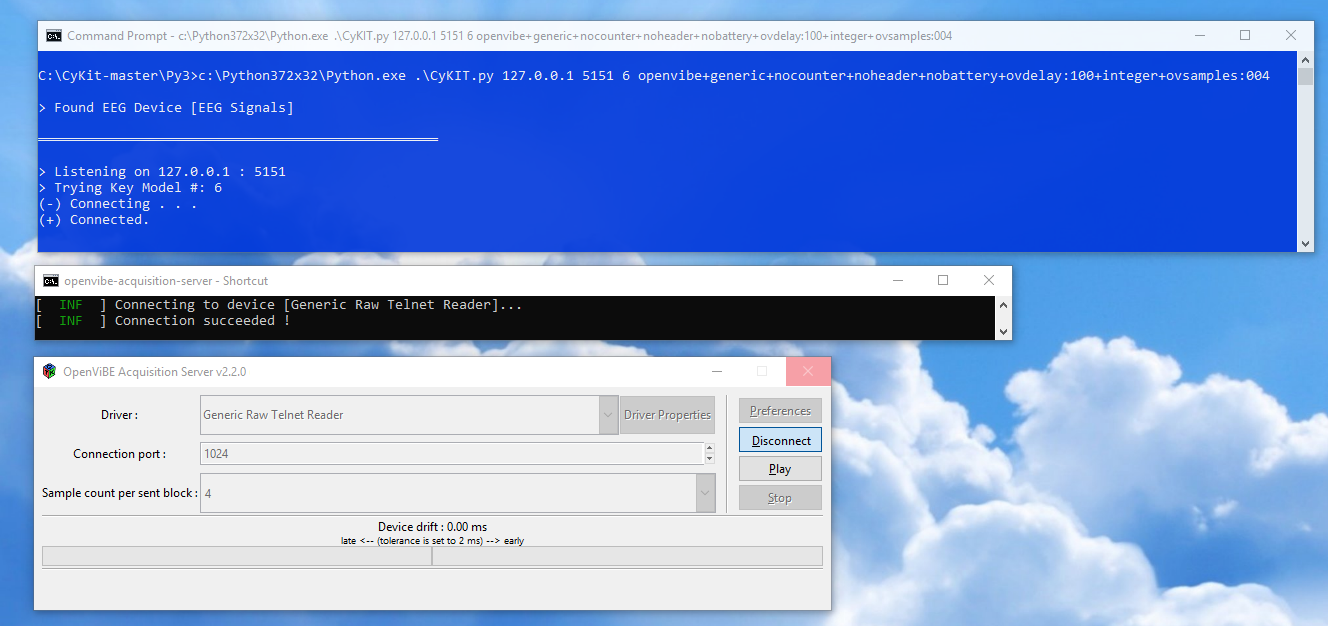 Command Prompt - c:\Python372x32\Python.exe .\CyKIT.py 127.0.0.1 5151 6 openvibe+generic+nocounter+noheader+nobattery+ovdelay:100+integer+ovsamples:004
C:\CyKit-master\Py3>c:\Python372x32\Python.exe .\CyKIT.py 127.0.0.1 5151 6 openvibe+generic+nocounter+noheader+nobattery+ovdelay:100+integer+ovsamples:004
> Found EEG Device [EEG Signals]
> Listening on 127.0.0.1 : 5151
> Trying Key Model #: 6
(-) Connecting . . .
(+) Connected.
openvibe-acquisition-server - Shortcut
[ INF ] Connecting to device [Generic Raw Telnet Reader]...
[ INF ] Connection succeeded !
OpenViBE Acquisition Server v2.2.0
Driver : Generic Raw Telnet Reader Driver Properties Preferences
Disconnect
Connection port : 1024
Play
Sample count per sent block : 4 Stop
Device drift : 0.00 ms
late <-- (tolerance is set to 2 ms) --> early